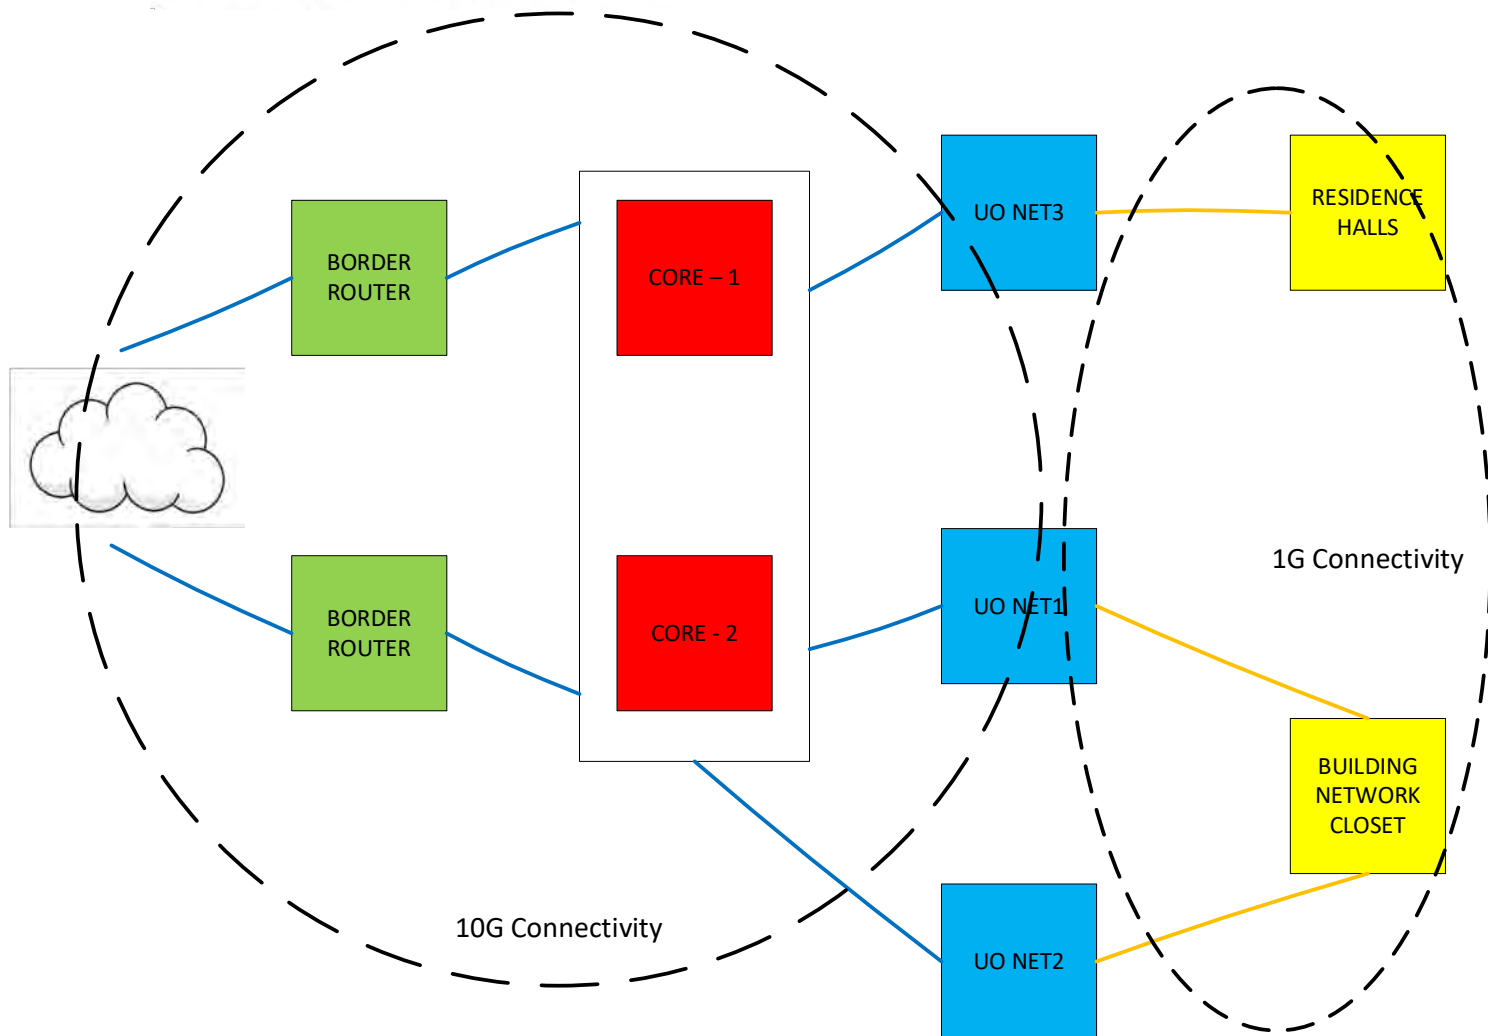 UO NET3
RESIDENCE
HALLS
BORDER
ROUTER
CORE – 1
1G Connectivity
UO NET1
BORDER
ROUTER
CORE - 2
BUILDING
NETWORK
CLOSET
10G Connectivity
UO NET2